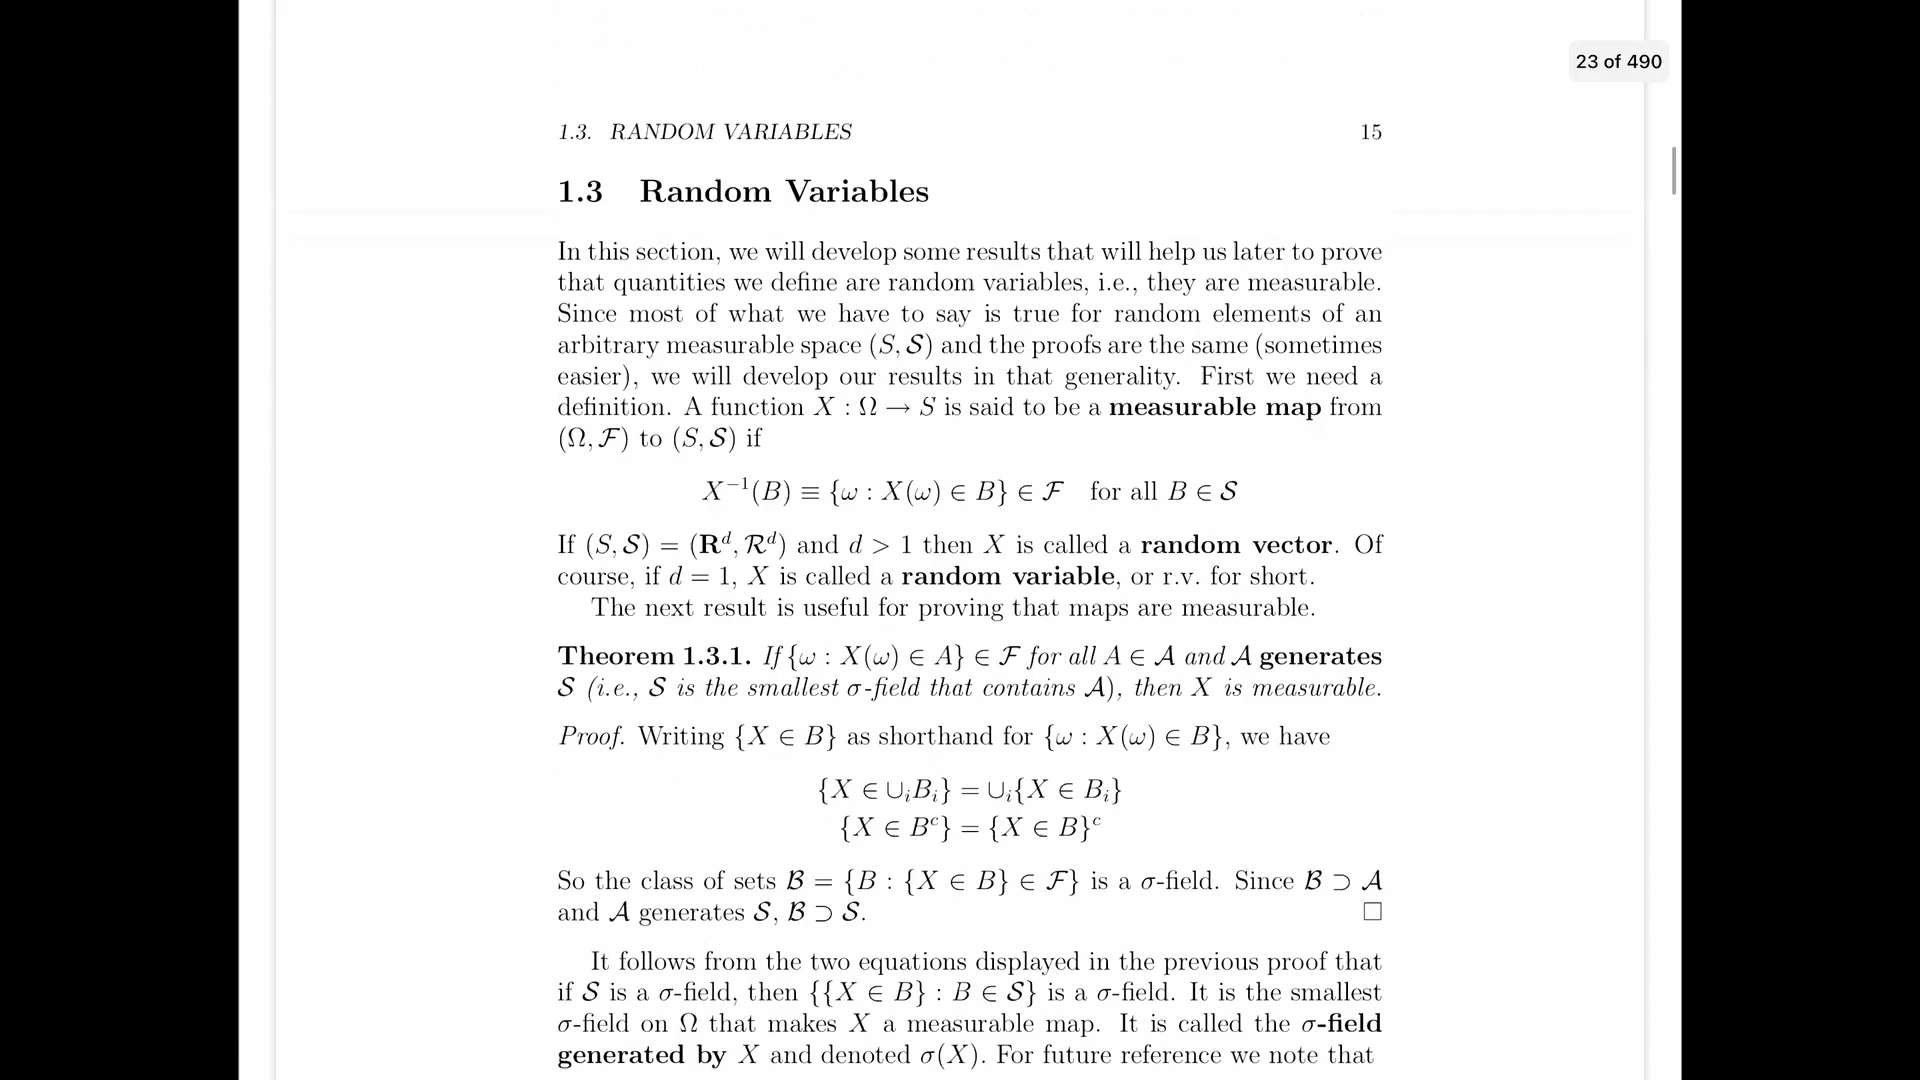 23 of 490
1.3. RANDOM VARIABLES 15
1.3 Random Variables
In this section, we will develop some results that will help us later to prove
that quantities we define are random variables, i.e., they are measurable.
Since most of what we have to say is true for random elements of an
arbitrary measurable space (S, 𝒮) and the proofs are the same (sometimes
easier), we will develop our results in that generality. First we need a
definition. A function X : Ω → S is said to be a measurable map from
(Ω, ℱ) to (S, 𝒮) if
X⁻¹(B) ≡ {ω : X(ω) ∈ B} ∈ ℱ for all B ∈ 𝒮
If (S, 𝒮) = (Rᵈ, ℛᵈ) and d > 1 then X is called a random vector. Of
course, if d = 1, X is called a random variable, or r.v. for short.
The next result is useful for proving that maps are measurable.
Theorem 1.3.1. If {ω : X(ω) ∈ A} ∈ ℱ for all A ∈ 𝒜 and 𝒜 generates
𝒮 (i.e., 𝒮 is the smallest σ-field that contains 𝒜), then X is measurable.
Proof. Writing {X ∈ B} as shorthand for {ω : X(ω) ∈ B}, we have
{X ∈ ∪ᵢBᵢ} = ∪ᵢ{X ∈ Bᵢ}
{X ∈ Bᶜ} = {X ∈ B}ᶜ
So the class of sets ℬ = {B : {X ∈ B} ∈ ℱ} is a σ-field. Since ℬ ⊃ 𝒜
and 𝒜 generates 𝒮, ℬ ⊃ 𝒮. □
It follows from the two equations displayed in the previous proof that
if 𝒮 is a σ-field, then {{X ∈ B} : B ∈ 𝒮} is a σ-field. It is the smallest
σ-field on Ω that makes X a measurable map. It is called the σ-field
generated by X and denoted σ(X). For future reference we note that